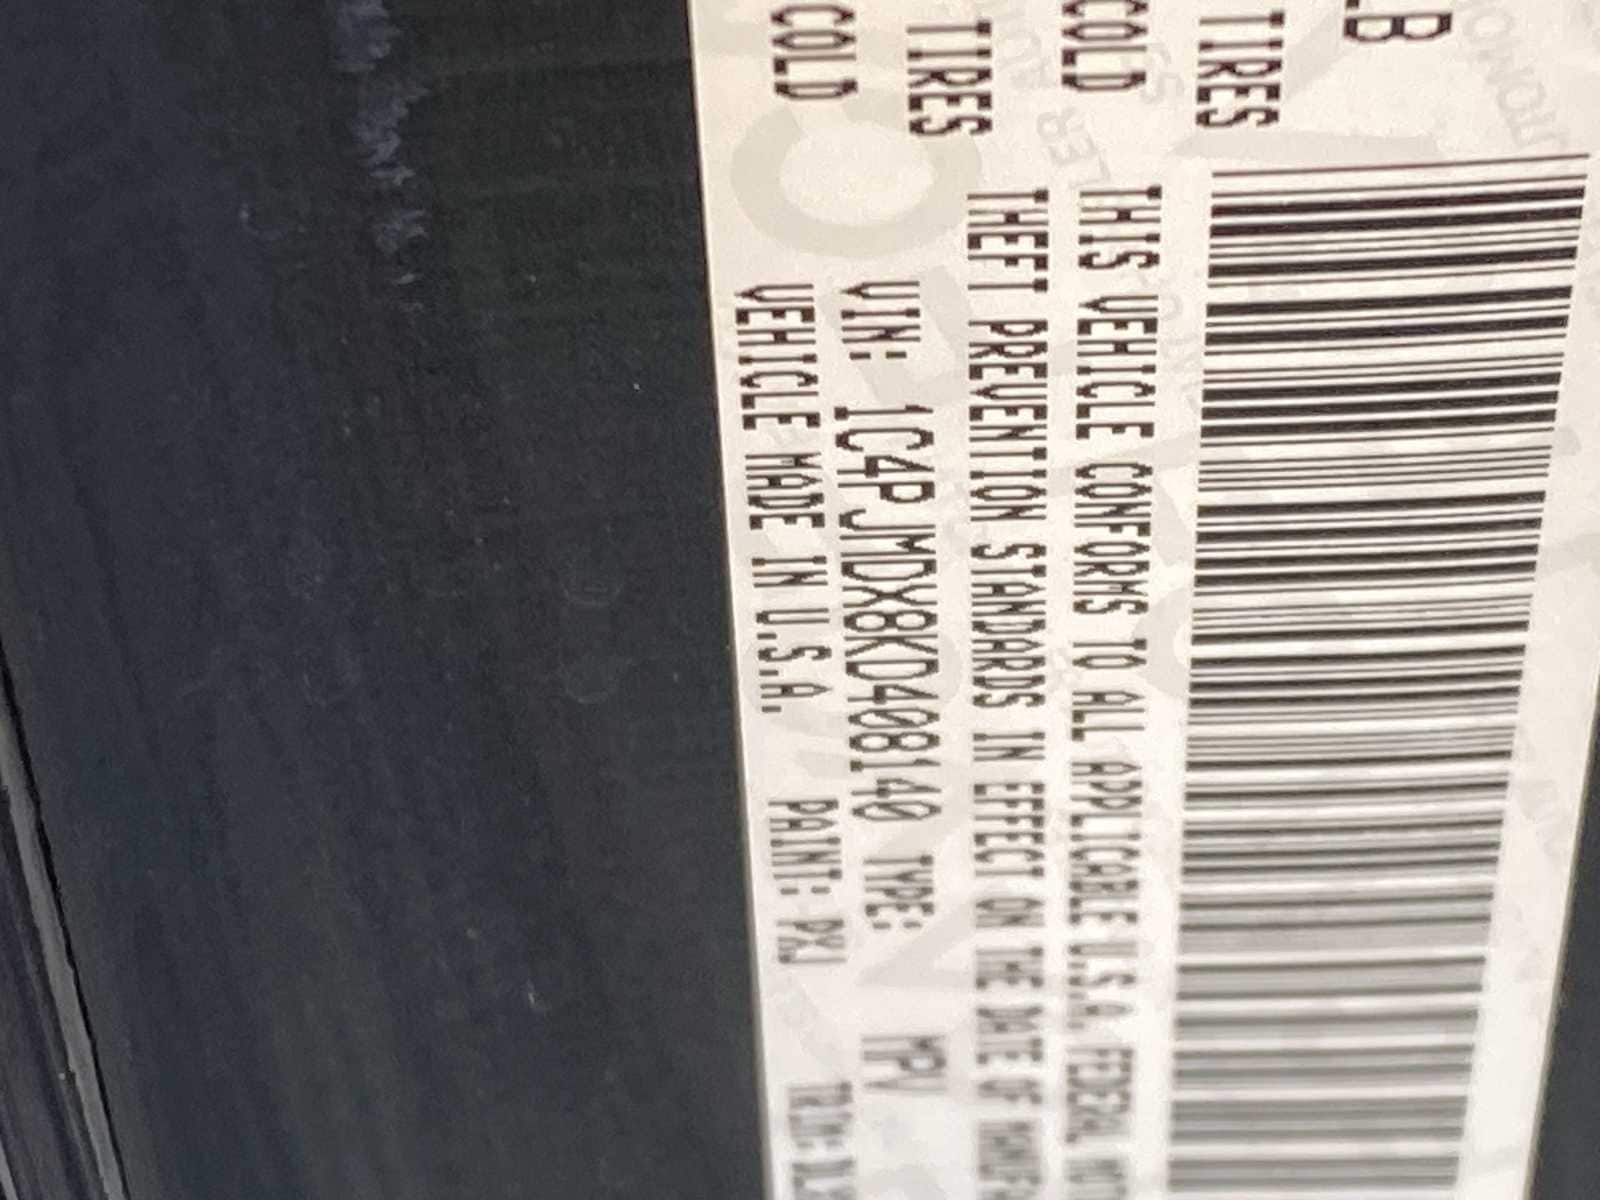 LB
TIRES
COLD
TIRES
COLD
THIS VEHICLE CONFORMS TO ALL APPLICABLE U.S.A. FEDERAL
THEFT PREVENTION STANDARDS IN EFFECT ON THE DATE OF
VIN: 1C4PJMDX8KD408140 TYPE: MPV
VEHICLE MADE IN U.S.A. PAINT: PXJ